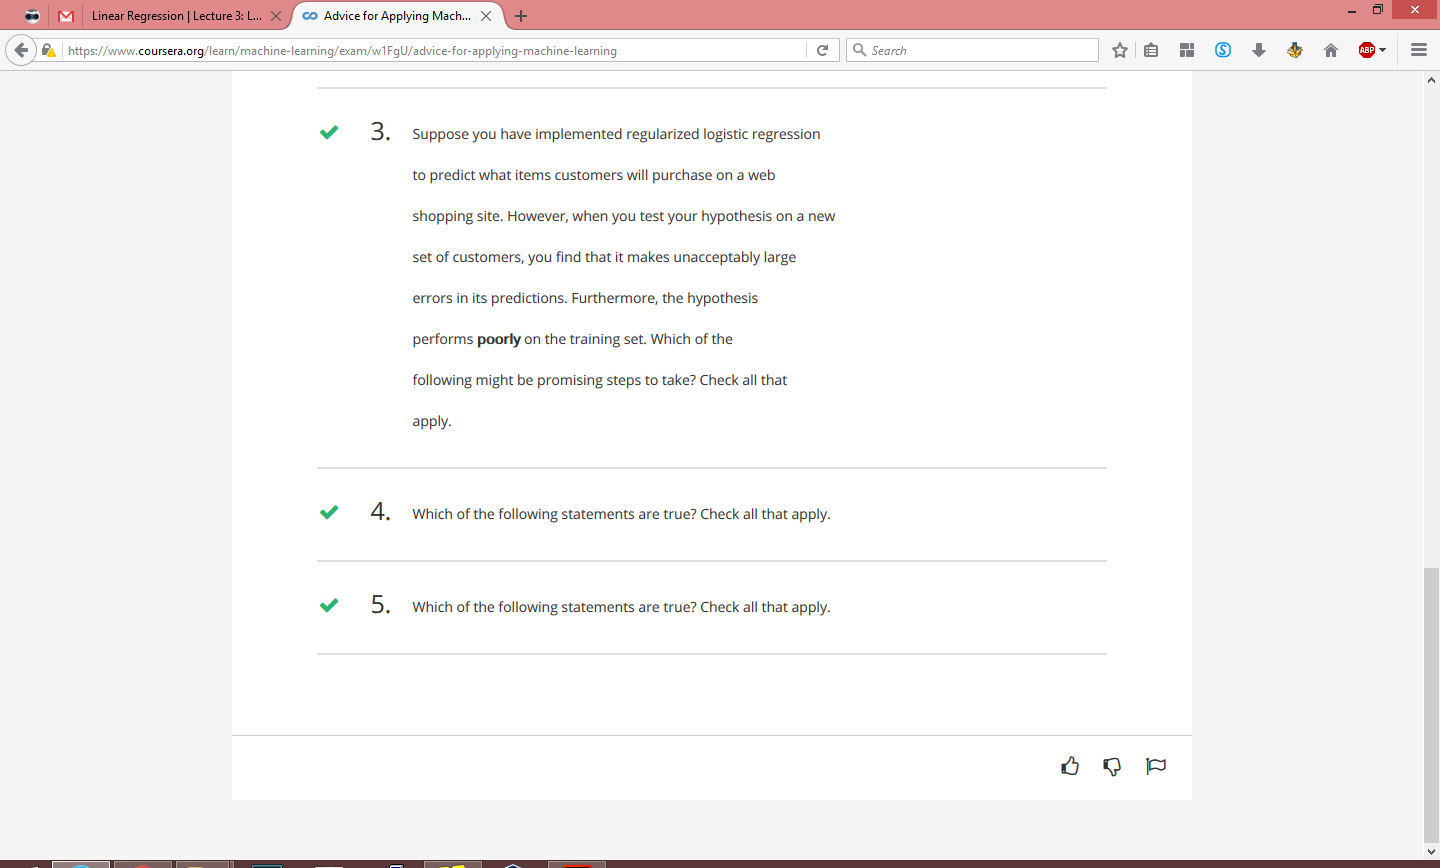 Linear Regression | Lecture 3: L...
Advice for Applying Mach...
https://www.coursera.org/learn/machine-learning/exam/w1FgU/advice-for-applying-machine-learning
Search
ABP
3.
Suppose you have implemented regularized logistic regression
to predict what items customers will purchase on a web
shopping site. However, when you test your hypothesis on a new
set of customers, you find that it makes unacceptably large
errors in its predictions. Furthermore, the hypothesis
performs poorly on the training set. Which of the
following might be promising steps to take? Check all that
apply.
4.
Which of the following statements are true? Check all that apply.
5.
Which of the following statements are true? Check all that apply.